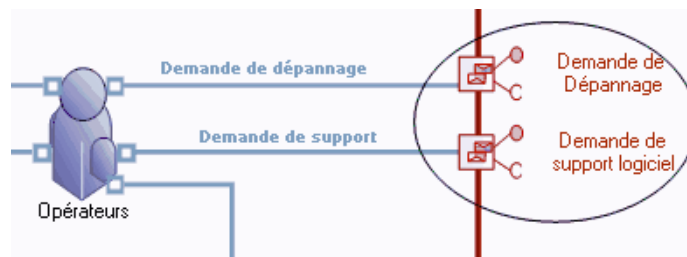 Demande de dépannage
Demande de
Dépannage
Demande de support
Demande de
support logiciel
Opérateurs